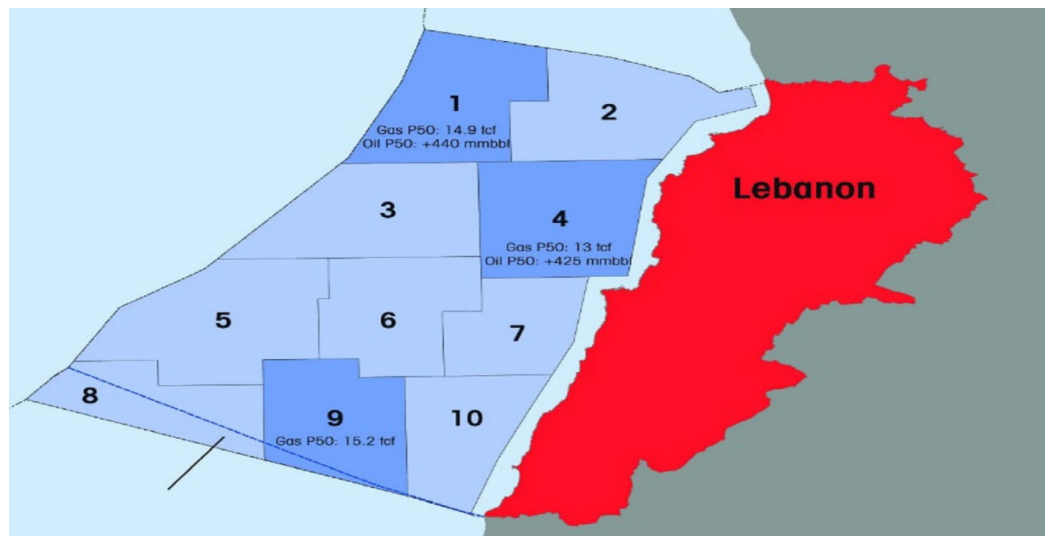 1
Gas P50: 14.9 tcf
Oil P50: +440 mmbbl
2
Lebanon
3
4
Gas P50: 13 tcf
Oil P50: +425 mmbbl
5
6
7
8
9
Gas P50: 15.2 tcf
10